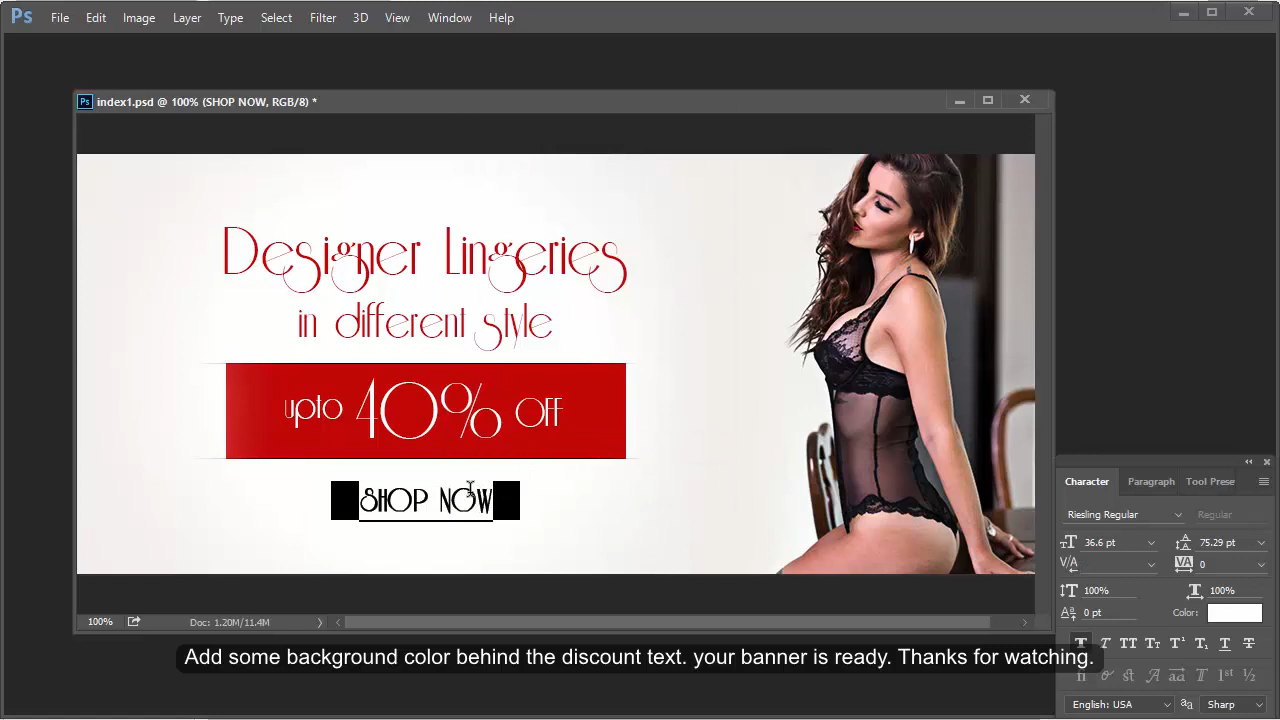 Ps File Edit Image Layer Type Select Filter 3D View Window Help
Ps index1.psd @ 100% (SHOP NOW, RGB/8) *
Designer Lingeries
in different style
upto 40% OFF
SHOP NOW
Character Paragraph Tool Prese
Riesling Regular Regular
36.6 pt 75.29 pt
V/A VA 0
100% 100%
0 pt Color:
100% Doc: 1.20M/11.4M
Add some background color behind the discount text. your banner is ready. Thanks for watching.
English: USA aa Sharp